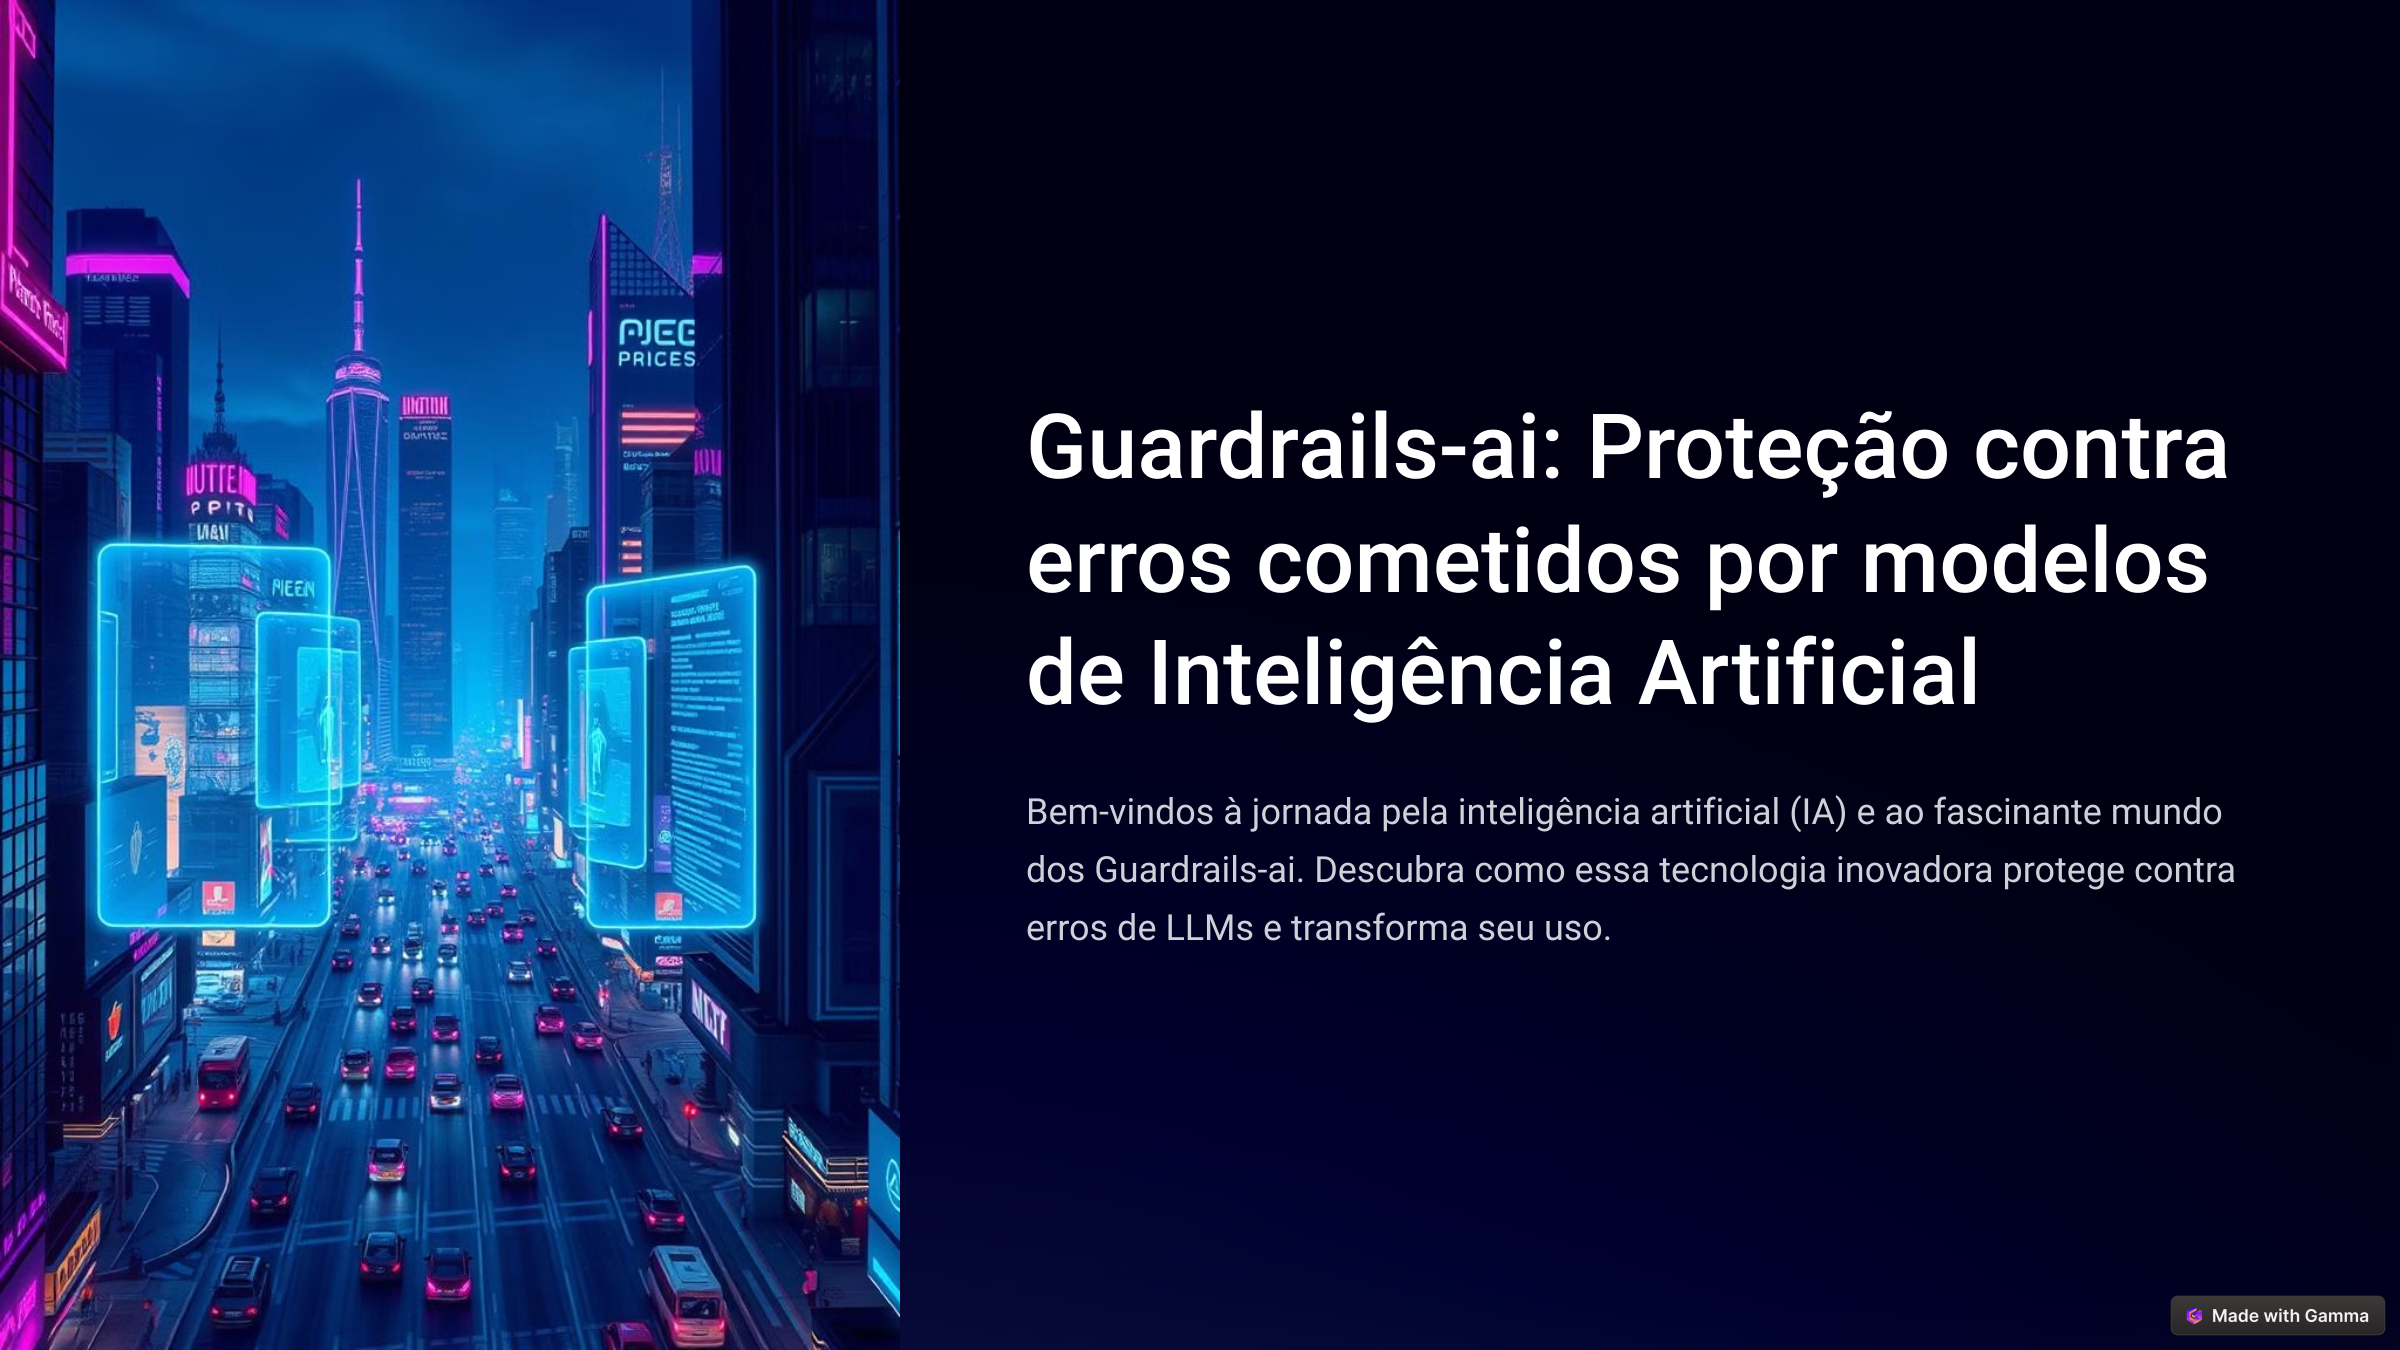 PRICES
Guardrails-ai: Proteção contra
erros cometidos por modelos
de Inteligência Artificial
Bem-vindos à jornada pela inteligência artificial (IA) e ao fascinante mundo
dos Guardrails-ai. Descubra como essa tecnologia inovadora protege contra
erros de LLMs e transforma seu uso.
Made with Gamma